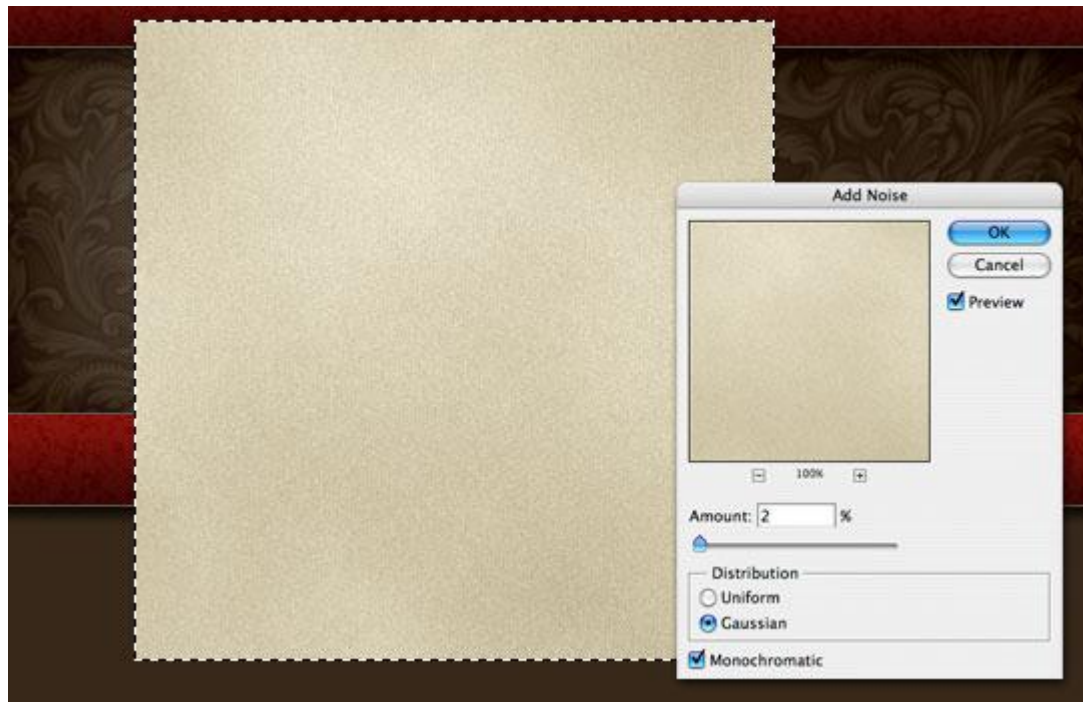 Add Noise
OK
Cancel
Preview
100%
Amount: 2 %
Distribution
Uniform
Gaussian
Monochromatic